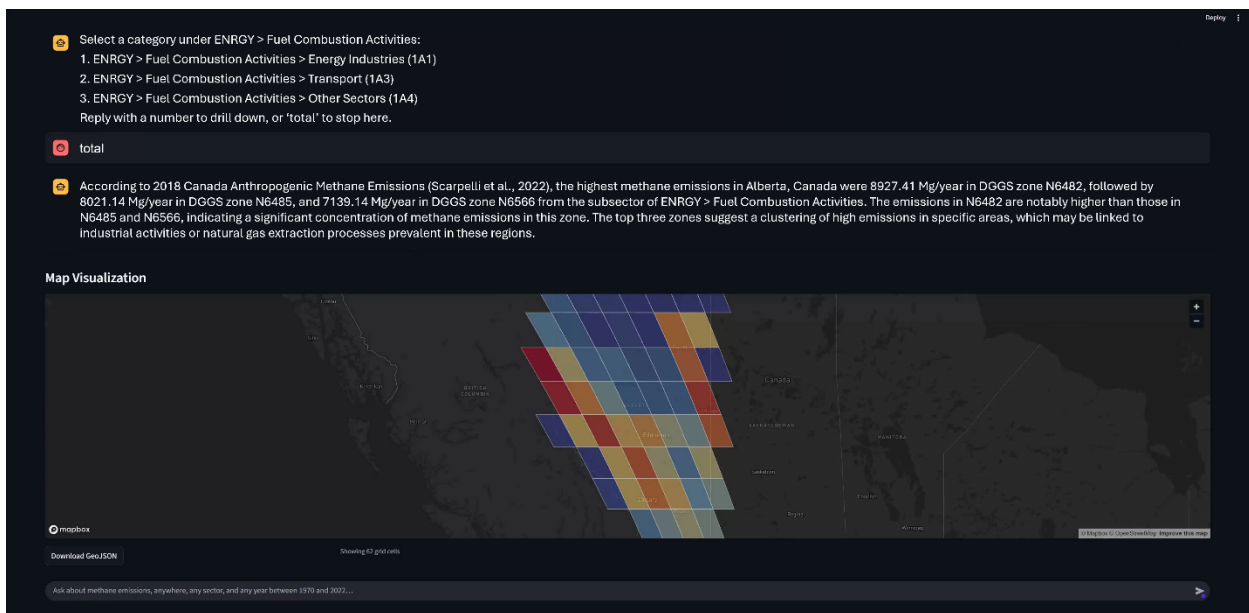 Deploy
Select a category under ENRGY > Fuel Combustion Activities:
1. ENRGY > Fuel Combustion Activities > Energy Industries (1A1)
2. ENRGY > Fuel Combustion Activities > Transport (1A3)
3. ENRGY > Fuel Combustion Activities > Other Sectors (1A4)
Reply with a number to drill down, or ‘total’ to stop here.
total
According to 2018 Canada Anthropogenic Methane Emissions (Scarpelli et al., 2022), the highest methane emissions in Alberta, Canada were 8927.41 Mg/year in DGGS zone N6482, followed by
8021.14 Mg/year in DGGS zone N6485, and 7139.14 Mg/year in DGGS zone N6566 from the subsector of ENRGY > Fuel Combustion Activities. The emissions in N6482 are notably higher than those in
N6485 and N6566, indicating a significant concentration of methane emissions in this zone. The top three zones suggest a clustering of high emissions in specific areas, which may be linked to
industrial activities or natural gas extraction processes prevalent in these regions.
Map Visualization
Canada
BRITISH
COLUMBIA
MANITOBA
Saskatoon
Calgary
Regina
Winnipeg
mapbox
© Mapbox © OpenStreetMap Improve this map
Download GeoJSON
Showing 62 grid cells
Ask about methane emissions, anywhere, any sector, and any year between 1970 and 2022...